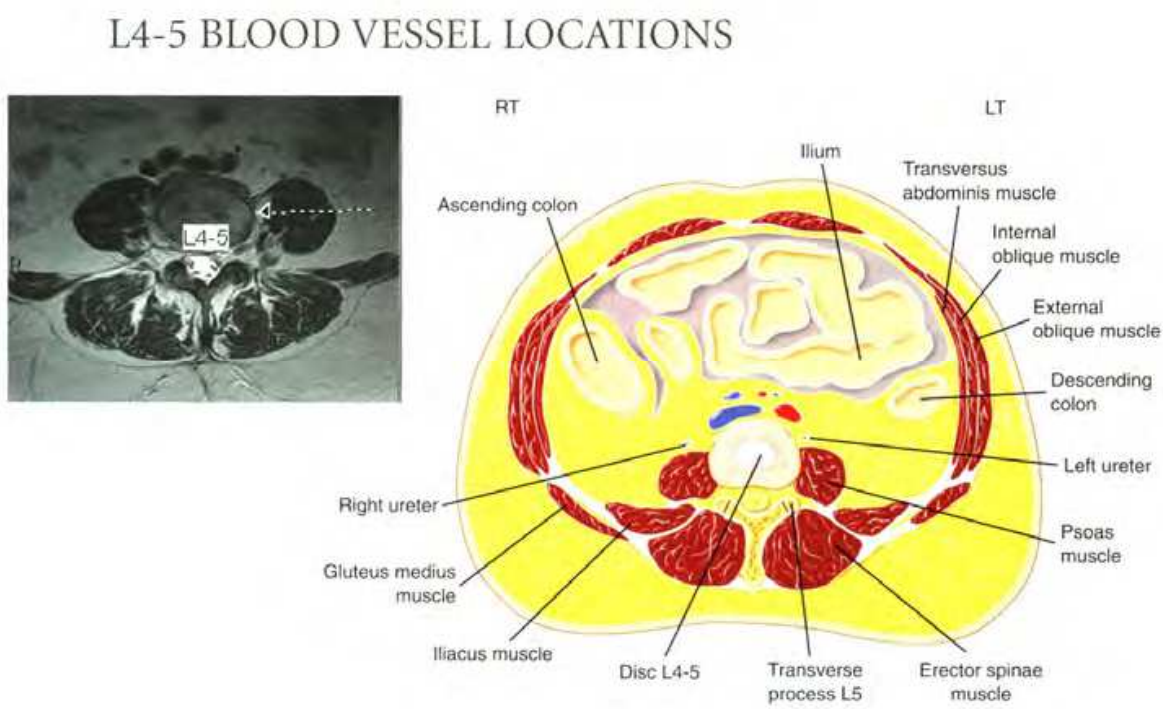 L4-5 BLOOD VESSEL LOCATIONS
RT
LT
L4-5
Ilium
Transversus
abdominis muscle
Ascending colon
Internal
oblique muscle
External
oblique muscle
Descending
colon
Left ureter
Right ureter
Psoas
muscle
Gluteus medius
muscle
Iliacus muscle
Disc L4-5
Transverse
process L5
Erector spinae
muscle